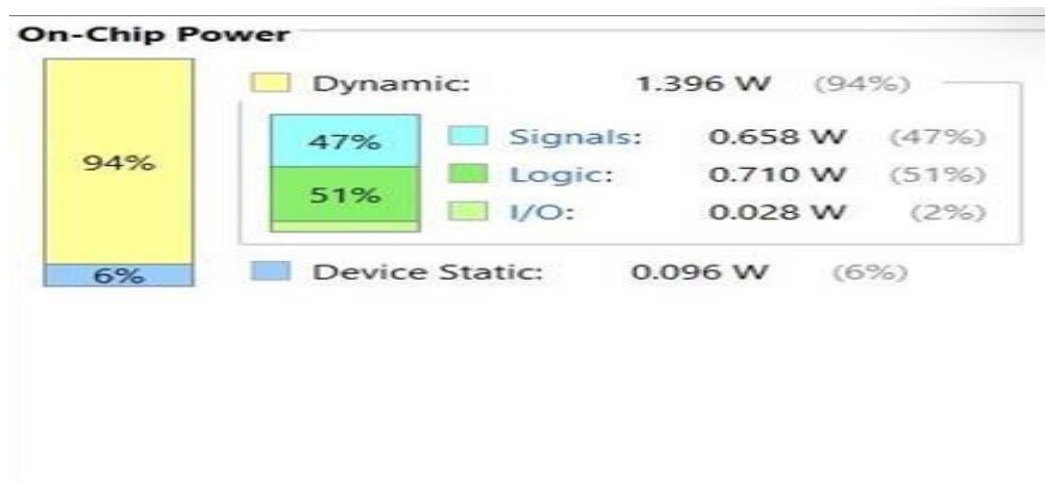 On-Chip Power
94%
6%
Dynamic: 1.396 W (94%)
47%
51%
Signals: 0.658 W (47%)
Logic: 0.710 W (51%)
I/O: 0.028 W (2%)
Device Static: 0.096 W (6%)